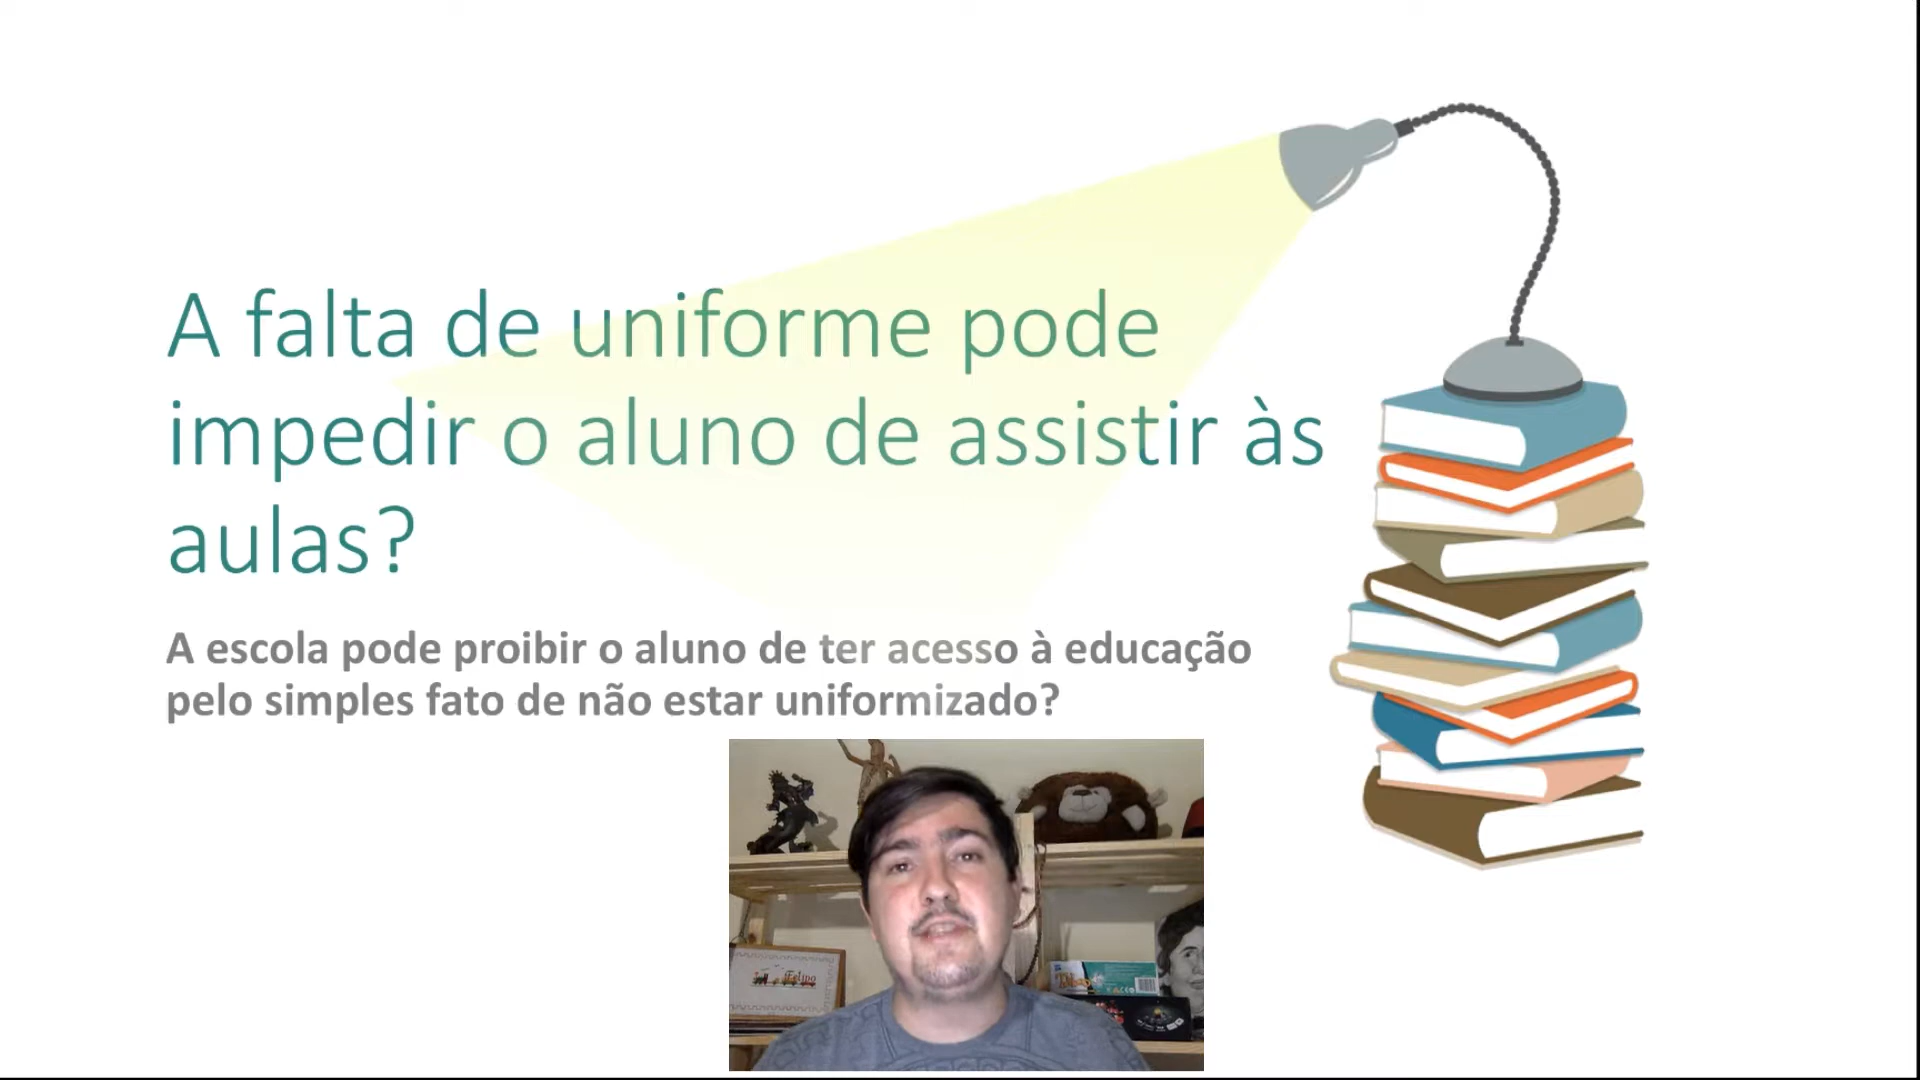 A falta de uniforme pode
impedir o aluno de assistir às
aulas?
A escola pode proibir o aluno de ter acesso à educação
pelo simples fato de não estar uniformizado?
Felipe